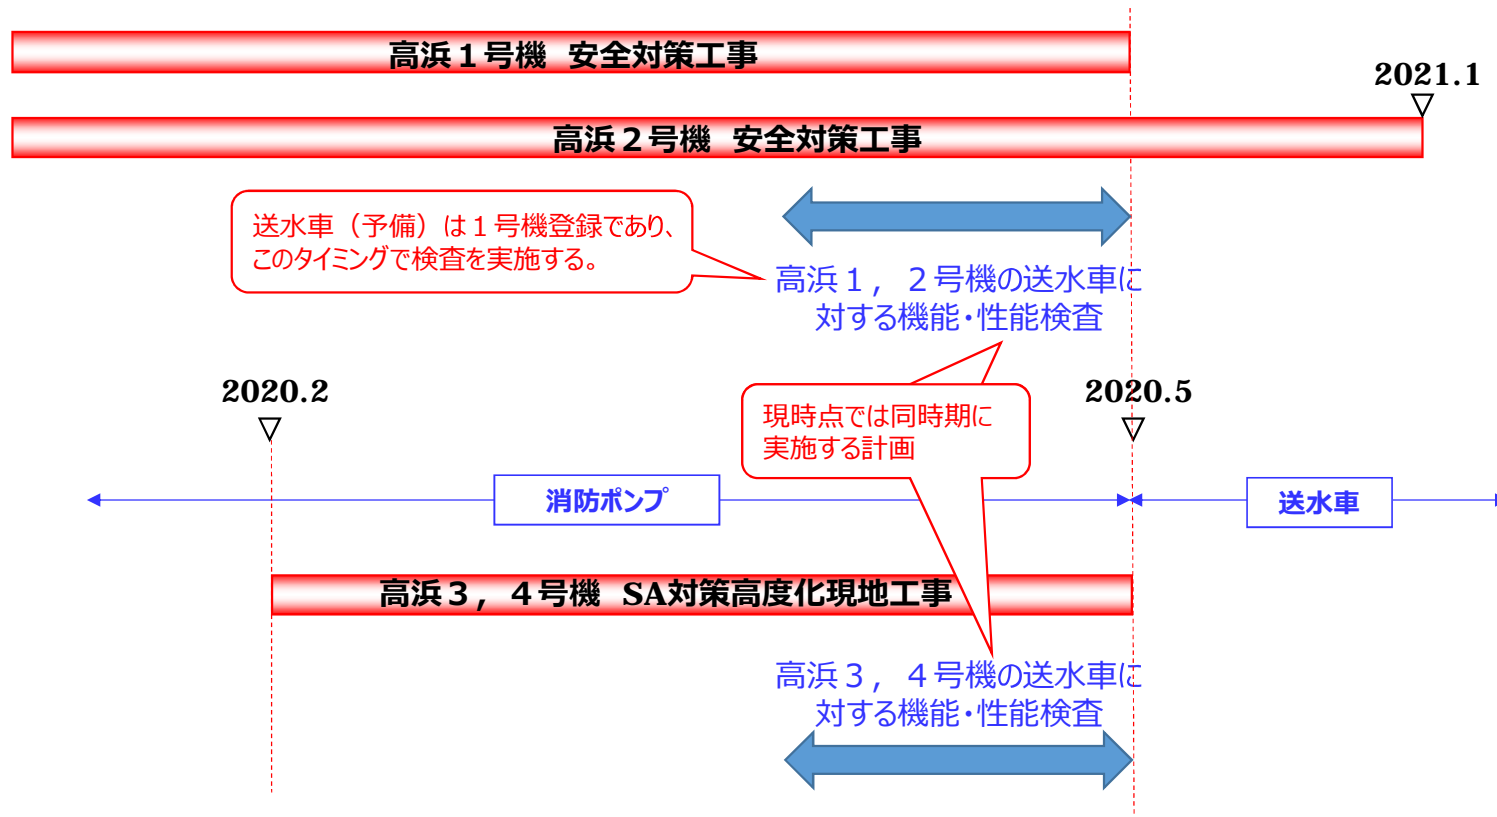 高浜１号機 安全対策工事
2021.1
高浜２号機 安全対策工事
送水車（予備）は１号機登録であり、
このタイミングで検査を実施する。
高浜１，２号機の送水車に
対する機能・性能検査
2020.2
2020.5
現時点では同時期に
実施する計画
消防ポンプ
送水車
高浜３，４号機 SA対策高度化現地工事
高浜３，４号機の送水車に
対する機能・性能検査